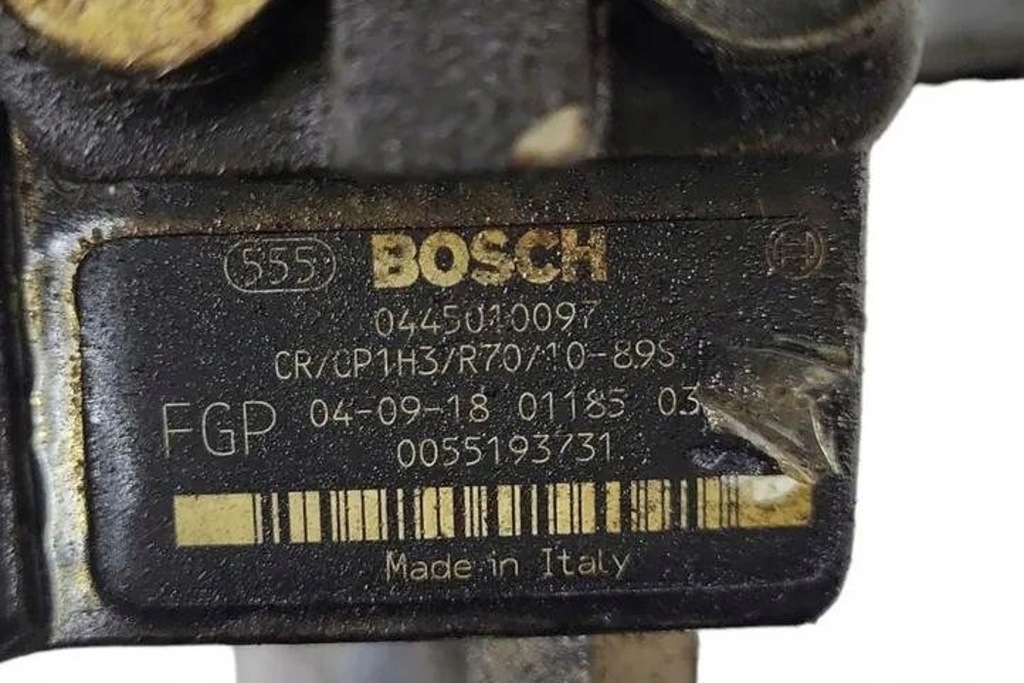 555 BOSCH
0445010097
CR/CP1H3/R70/10-89S
FGP 04-09-18 01185 03
0055193731
Made in Italy